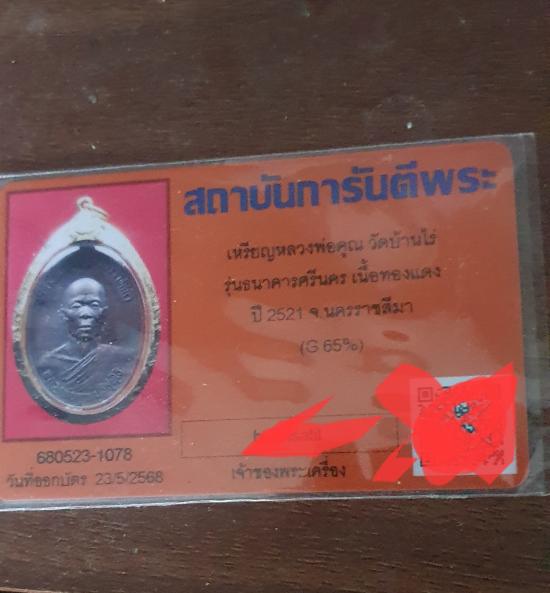 สถาบันการันตีพระ
เหรียญหลวงพ่อคูณ วัดบ้านไร่
รุ่นธนาคารศรีนคร เนื้อทองแดง
ปี 2521 จ.นครราชสีมา
(G 65%)
เจ้าของพระเครื่อง
680523-1078
วันที่ออกบัตร 23/5/2568